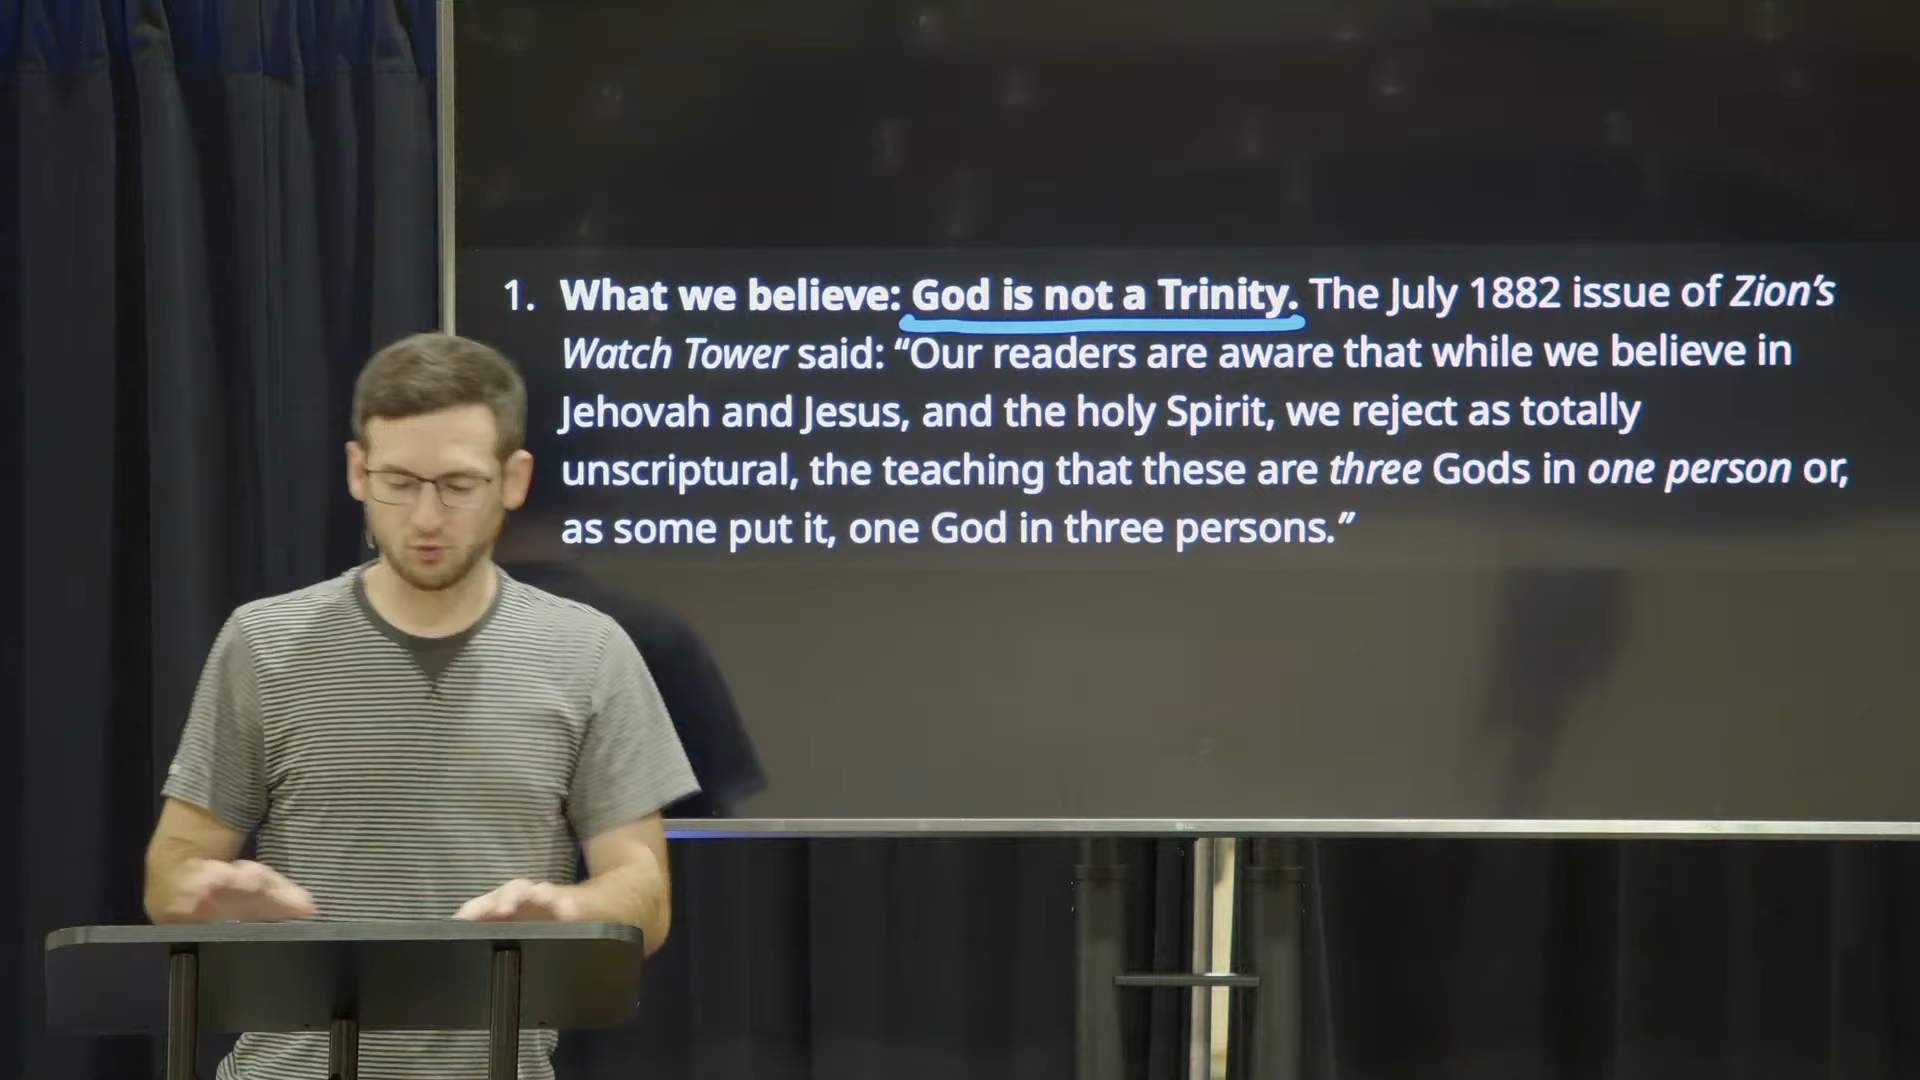 1. What we believe: God is not a Trinity. The July 1882 issue of Zion’s
Watch Tower said: “Our readers are aware that while we believe in
Jehovah and Jesus, and the holy Spirit, we reject as totally
unscriptural, the teaching that these are three Gods in one person or,
as some put it, one God in three persons.”
LG